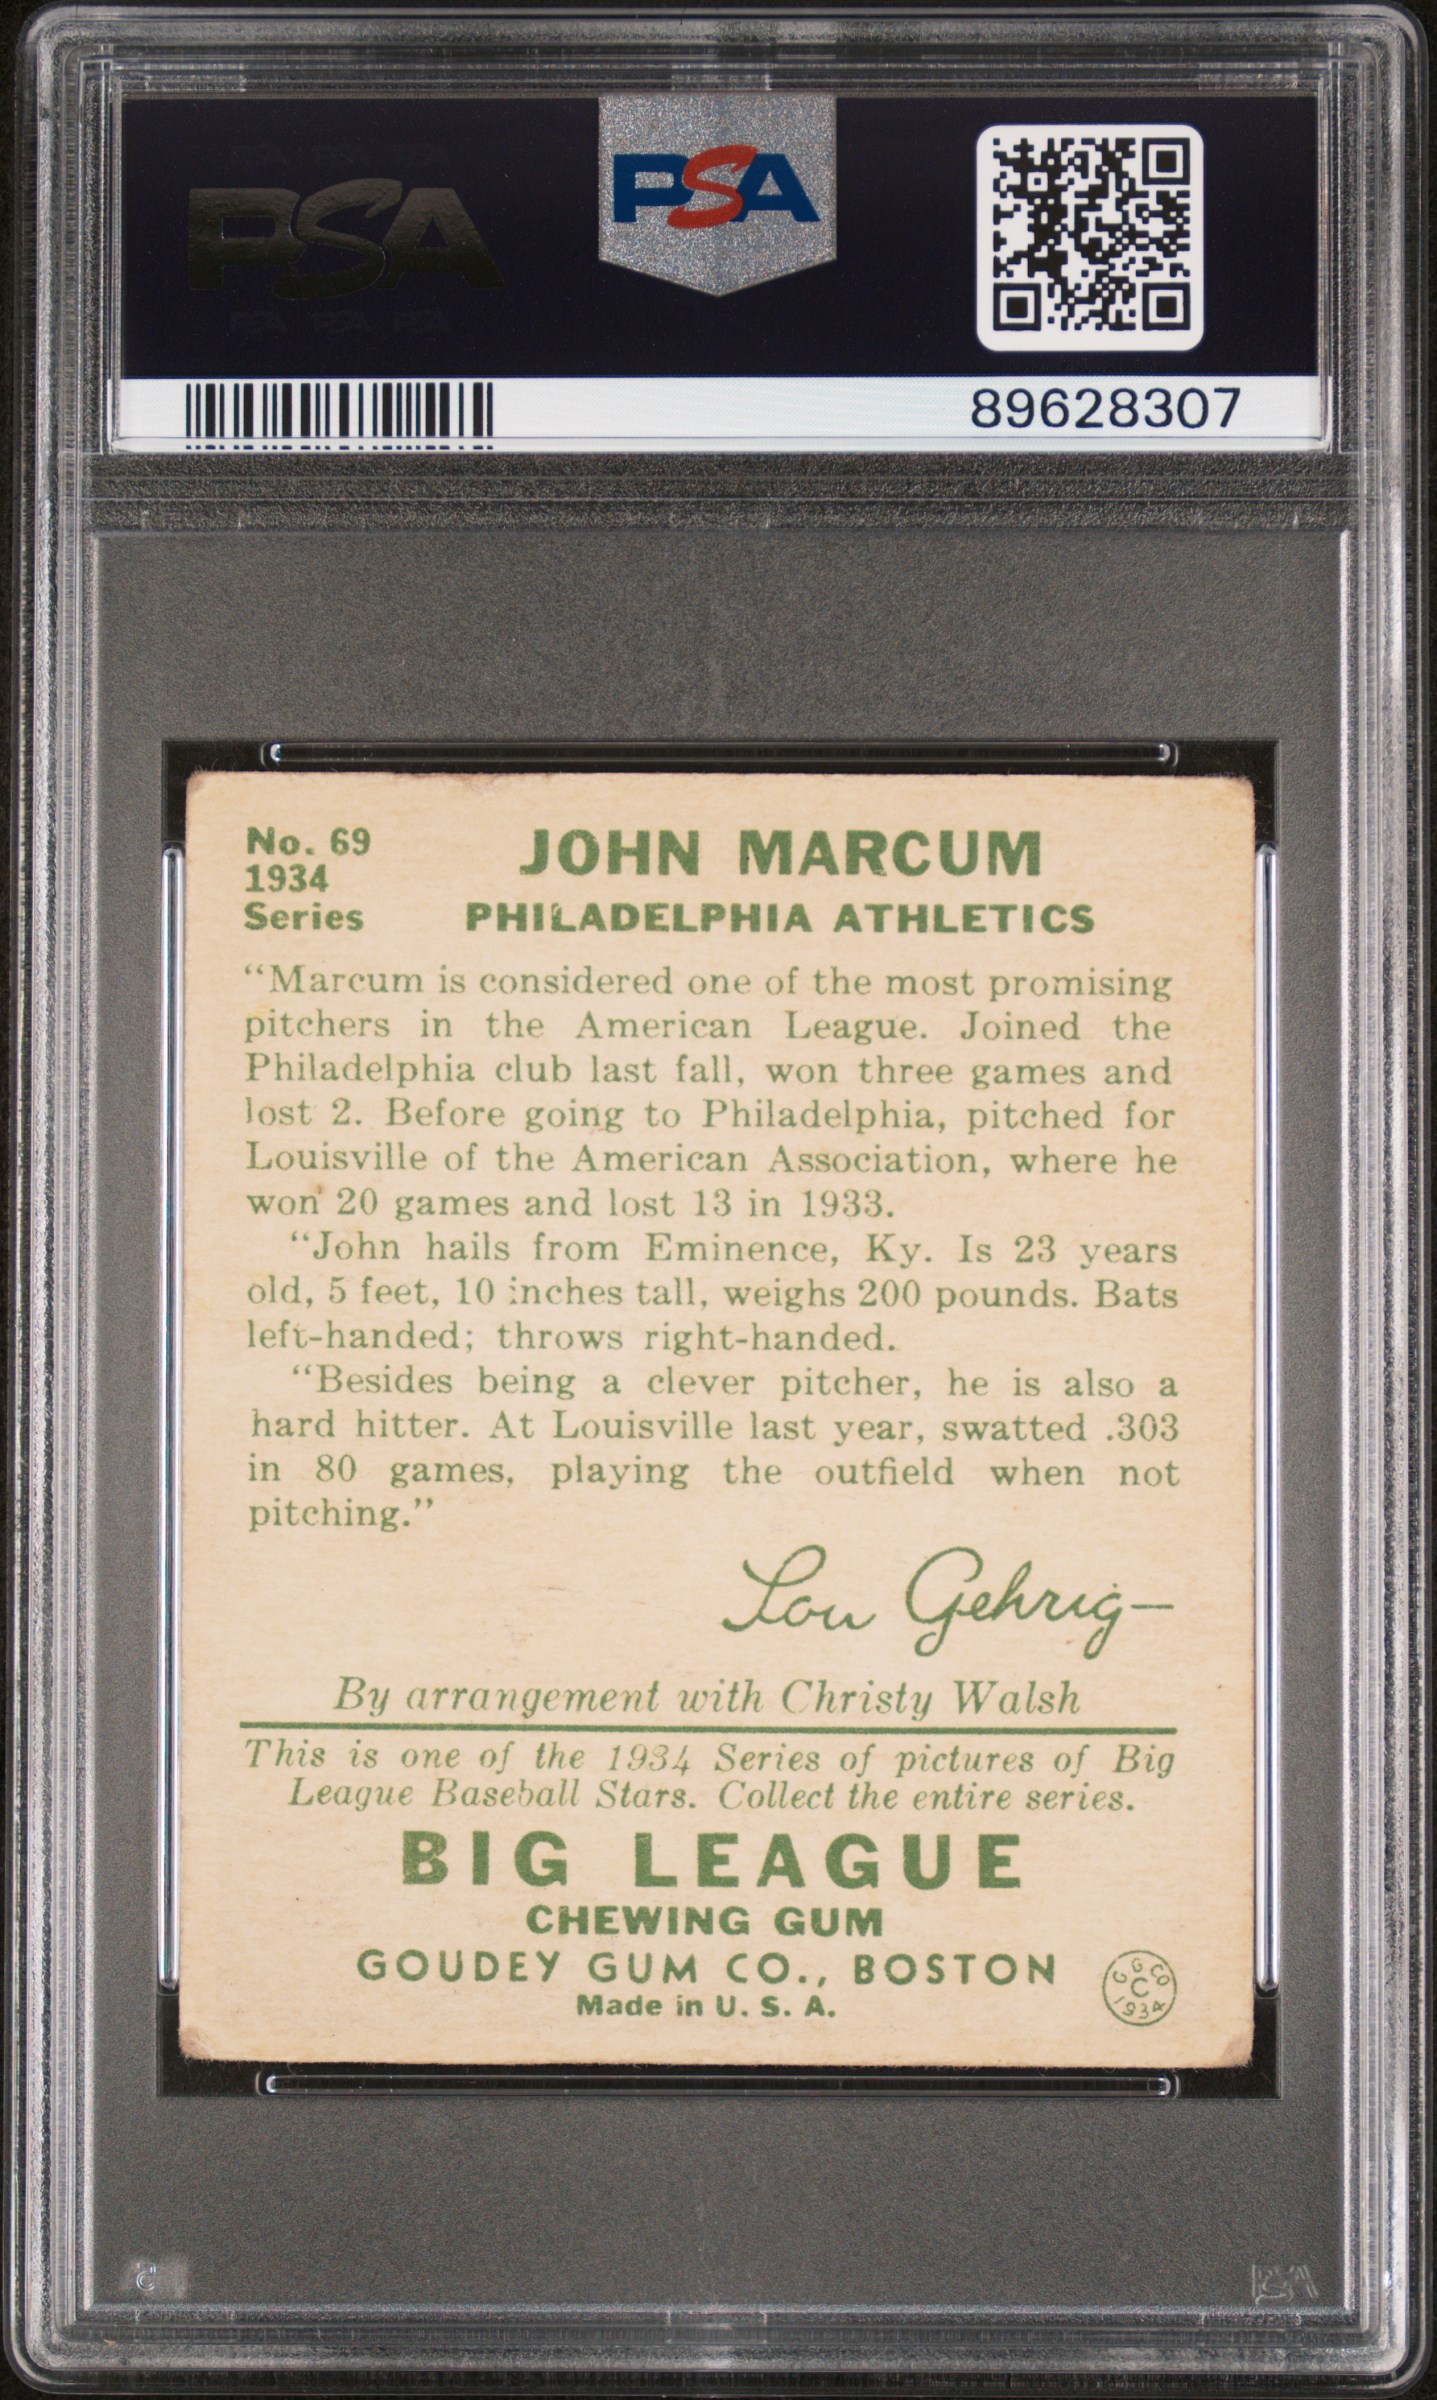 PSA
PSA
89628307
No. 69
1934
Series
JOHN MARCUM
PHILADELPHIA ATHLETICS
“Marcum is considered one of the most promising
pitchers in the American League. Joined the
Philadelphia club last fall, won three games and
lost 2. Before going to Philadelphia, pitched for
Louisville of the American Association, where he
won 20 games and lost 13 in 1933.
“John hails from Eminence, Ky. Is 23 years
old, 5 feet, 10 inches tall, weighs 200 pounds. Bats
left-handed; throws right-handed.
“Besides being a clever pitcher, he is also a
hard hitter. At Louisville last year, swatted .303
in 80 games, playing the outfield when not
pitching.”
Lou Gehrig—
By arrangement with Christy Walsh
This is one of the 1934 Series of pictures of Big
League Baseball Stars. Collect the entire series.
BIG LEAGUE
CHEWING GUM
GOUDEY GUM CO., BOSTON
Made in U. S. A.
G. G. CO
C
1934
PSA